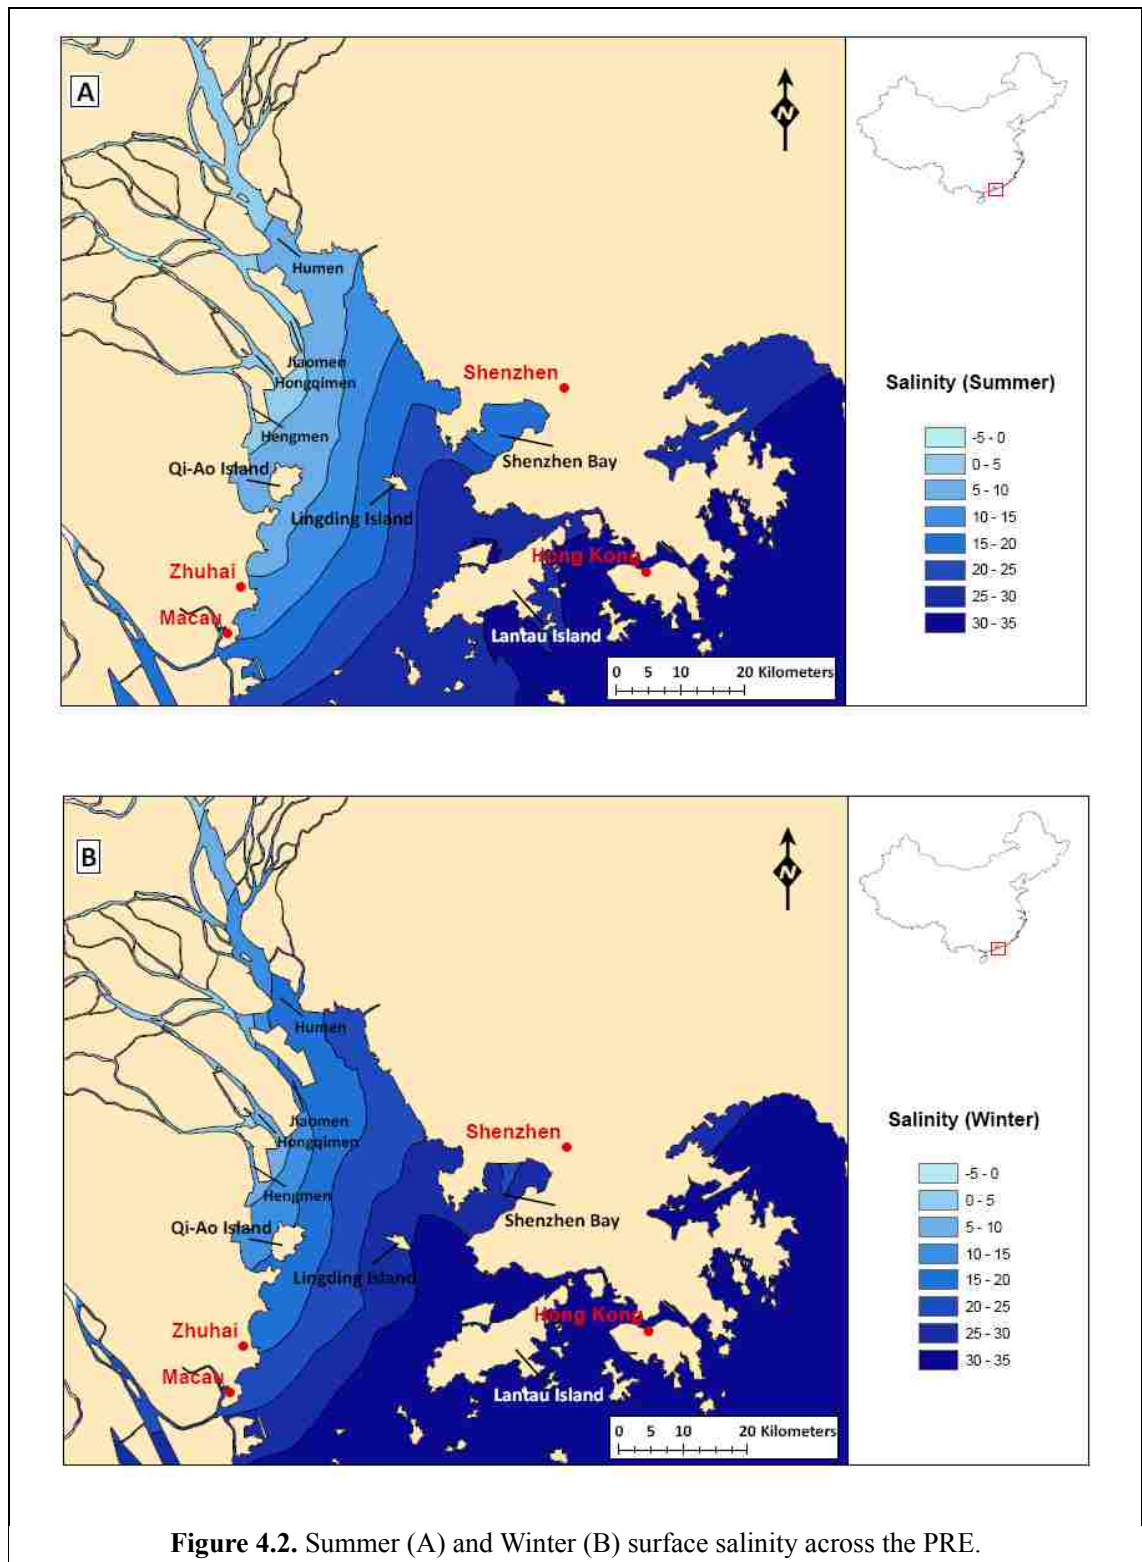 A
N
Humen
Jiaomen
Hongqimen
Shenzhen
Hengmen
Shenzhen Bay
Qi-Ao Island
Lingding Island
Hong Kong
Zhuhai
Macau
Lantau Island
0 5 10 20 Kilometers
Salinity (Summer)
-5 - 0
0 - 5
5 - 10
10 - 15
15 - 20
20 - 25
25 - 30
30 - 35
B
N
Humen
Jiaomen
Hongqimen
Shenzhen
Hengmen
Shenzhen Bay
Qi-Ao Island
Lingding Island
Hong Kong
Zhuhai
Macau
Lantau Island
0 5 10 20 Kilometers
Salinity (Winter)
-5 - 0
0 - 5
5 - 10
10 - 15
15 - 20
20 - 25
25 - 30
30 - 35
Figure 4.2. Summer (A) and Winter (B) surface salinity across the PRE.